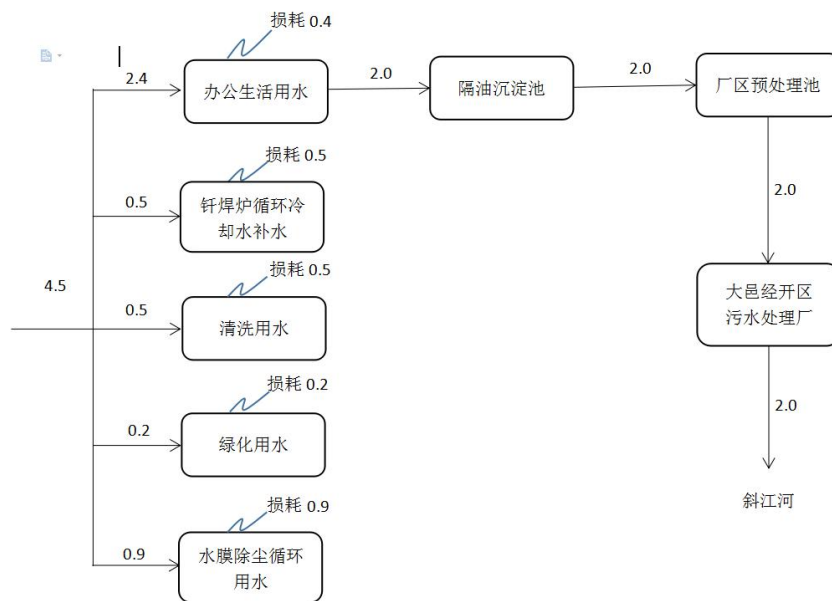 损耗 0.4
2.4
办公生活用水
2.0
隔油沉淀池
2.0
厂区预处理池
损耗 0.5
0.5
钎焊炉循环冷
却水补水
2.0
4.5
损耗 0.5
0.5
清洗用水
大邑经开区
污水处理厂
损耗 0.2
0.2
绿化用水
2.0
斜江河
损耗 0.9
0.9
水膜除尘循环
用水